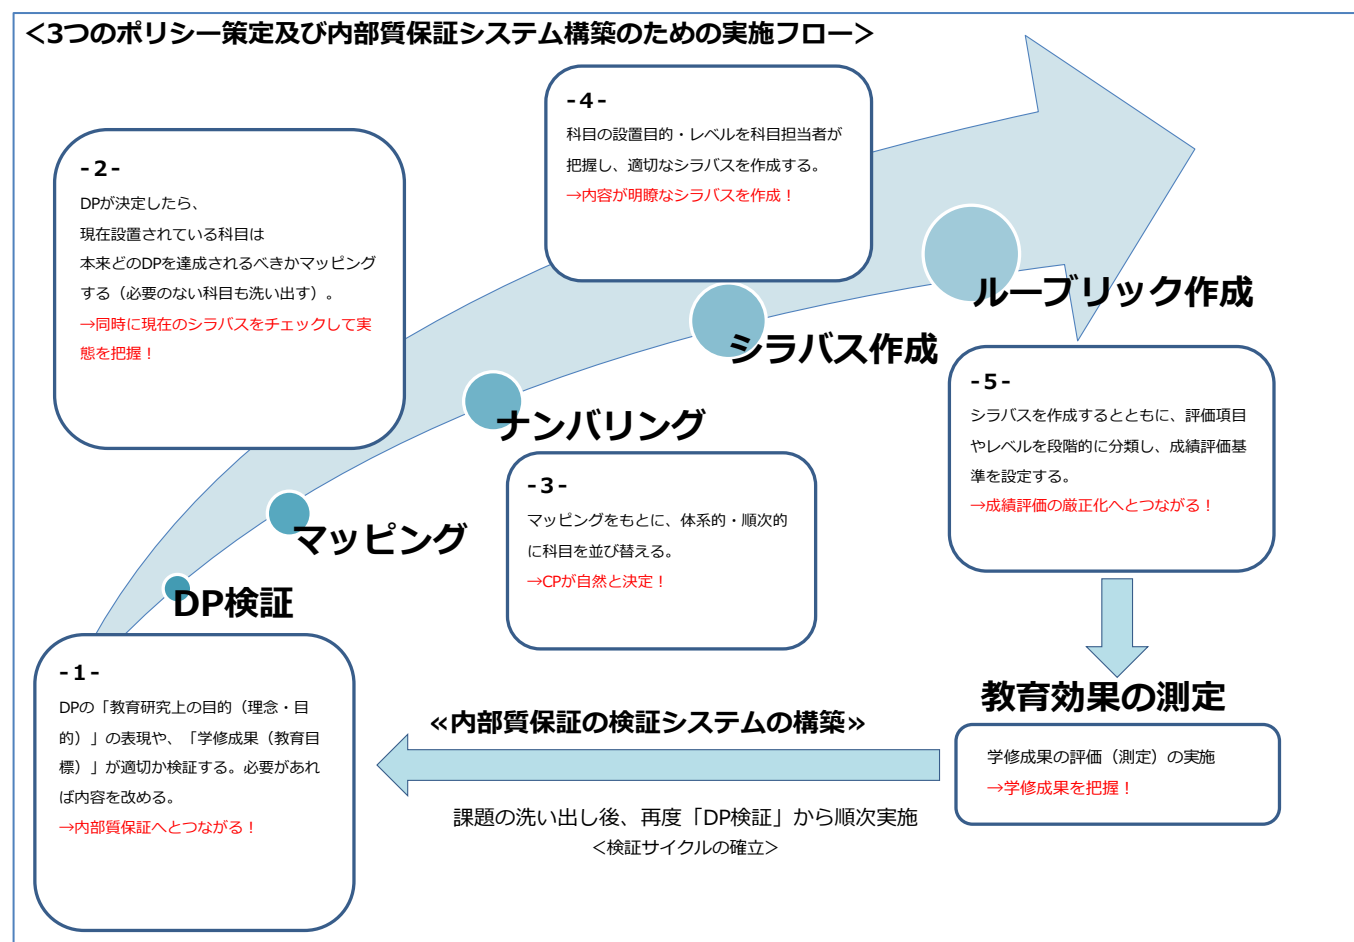 <3つのポリシー策定及び内部質保証システム構築のための実施フロー>
-4-
科目の設置目的・レベルを科目担当者が
把握し、適切なシラバスを作成する。
→内容が明瞭なシラバスを作成！
-2-
DPが決定したら、
現在設置されている科目は
本来どのDPを達成されるべきかマッピング
する（必要のない科目も洗い出す）。
→同時に現在のシラバスをチェックして実
態を把握！
ルーブリック作成
シラバス作成
-5-
シラバスを作成するとともに、評価項目
やレベルを段階的に分類し、成績評価基
準を設定する。
→成績評価の厳正化へとつながる！
ナンバリング
-3-
マッピングをもとに、体系的・順次的
に科目を並び替える。
→CPが自然と決定！
マッピング
DP検証
-1-
DPの「教育研究上の目的（理念・目
的）」の表現や、「学修成果（教育目
標）」が適切か検証する。必要があれ
ば内容を改める。
→内部質保証へとつながる！
教育効果の測定
学修成果の評価（測定）の実施
→学修成果を把握！
≪内部質保証の検証システムの構築≫
課題の洗い出し後、再度「DP検証」から順次実施
＜検証サイクルの確立＞